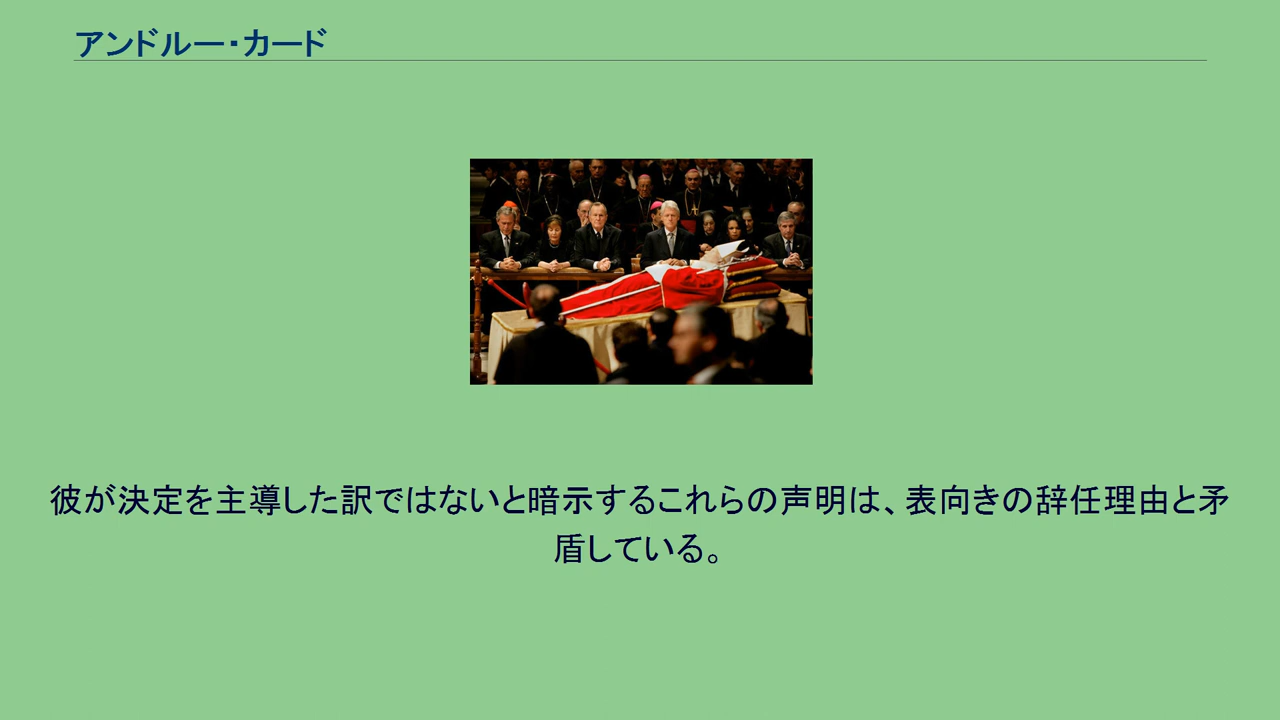 アンドルー・カード
彼が決定を主導した訳ではないと暗示するこれらの声明は、表向きの辞任理由と矛
盾している。